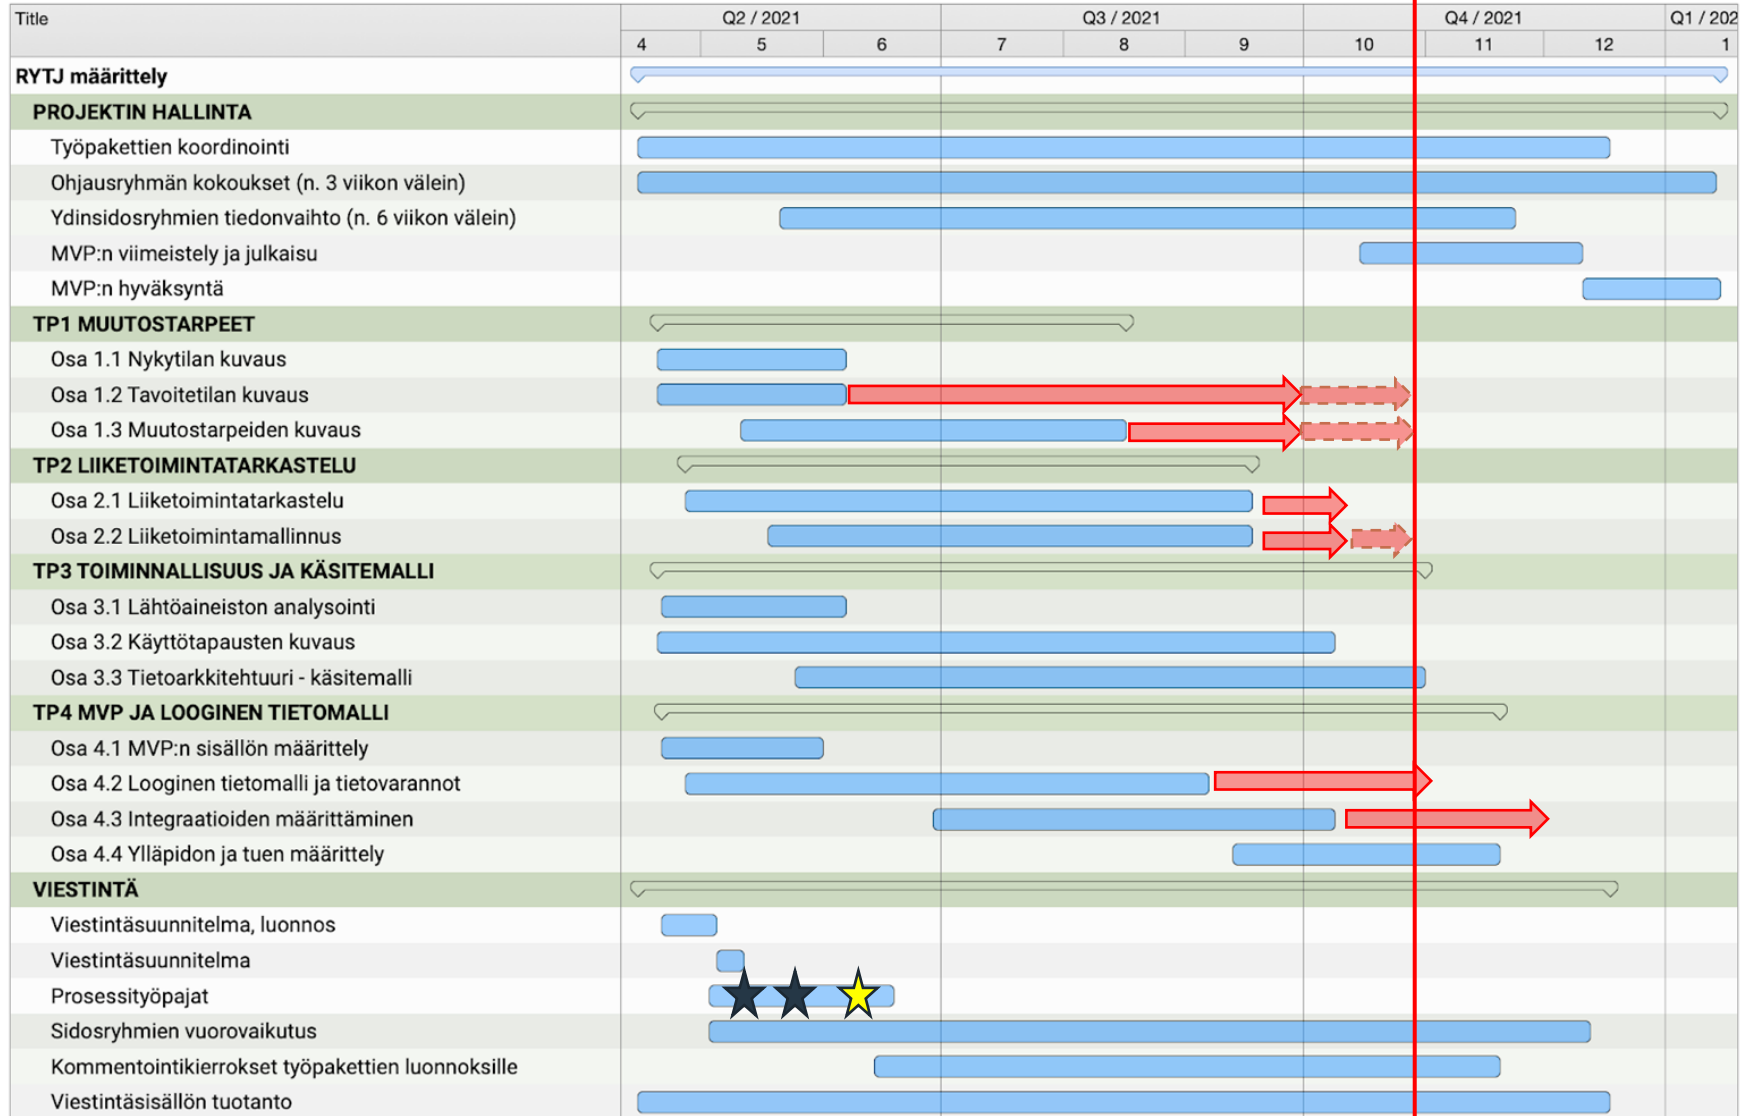 Title Q2 / 2021 Q3 / 2021 Q4 / 2021 Q1 / 202
4 5 6 7 8 9 10 11 12 1
RYTJ määrittely
PROJEKTIN HALLINTA
Työpakettien koordinointi
Ohjausryhmän kokoukset (n. 3 viikon välein)
Ydinsidosryhmien tiedonvaihto (n. 6 viikon välein)
MVP:n viimeistely ja julkaisu
MVP:n hyväksyntä
TP1 MUUTOSTARPEET
Osa 1.1 Nykytilan kuvaus
Osa 1.2 Tavoitetilan kuvaus
Osa 1.3 Muutostarpeiden kuvaus
TP2 LIIKETOIMINTATARKASTELU
Osa 2.1 Liiketoimintatarkastelu
Osa 2.2 Liiketoimintamallinnus
TP3 TOIMINNALLISUUS JA KÄSITEMALLI
Osa 3.1 Lähtöaineiston analysointi
Osa 3.2 Käyttötapausten kuvaus
Osa 3.3 Tietoarkkitehtuuri - käsitemalli
TP4 MVP JA LOOGINEN TIETOMALLI
Osa 4.1 MVP:n sisällön määrittely
Osa 4.2 Looginen tietomalli ja tietovarannot
Osa 4.3 Integraatioiden määrittäminen
Osa 4.4 Ylläpidon ja tuen määrittely
VIESTINTÄ
Viestintäsuunnitelma, luonnos
Viestintäsuunnitelma
Prosessityöpajat
Sidosryhmien vuorovaikutus
Kommentointikierrokset työpakettien luonnoksille
Viestintäsisällön tuotanto